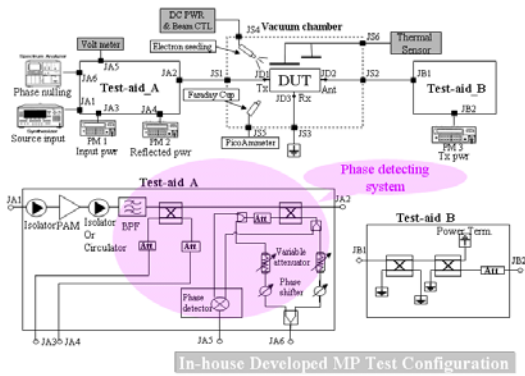 DC PWR
& Beam CTL
Vacuum chamber
JS4
JS6
Thermal
Sensor
Volt meter
Electron seeding
Spectrum Analyzer
JA5
JA6
Phase nulling
Test-aid_A
JA2
JS1
JD1
Tx
DUT
JD2
Ant
JS2
JB1
Test-aid_B
JA1
JD3
Rx
Faraday Cup
Synthesizer
Source input
JA3
JA4
JB2
PM 1
Input pwr
PM 2
Reflected pwr
JS5
JS3
PicoAmmeter
PM 3
Tx pwr
Phase detecting
system
Test-aid_A
JA1
JA2
Isolator
PAM
Isolator
Or
Circulator
BPF
Att
Att
Att
Variable
attenuator
Phase
detector
Phase
shifter
JA3
JA4
JA5
JA6
Test-aid_B
Power Term.
JB1
JB2
Att
In-house Developed MP Test Configuration